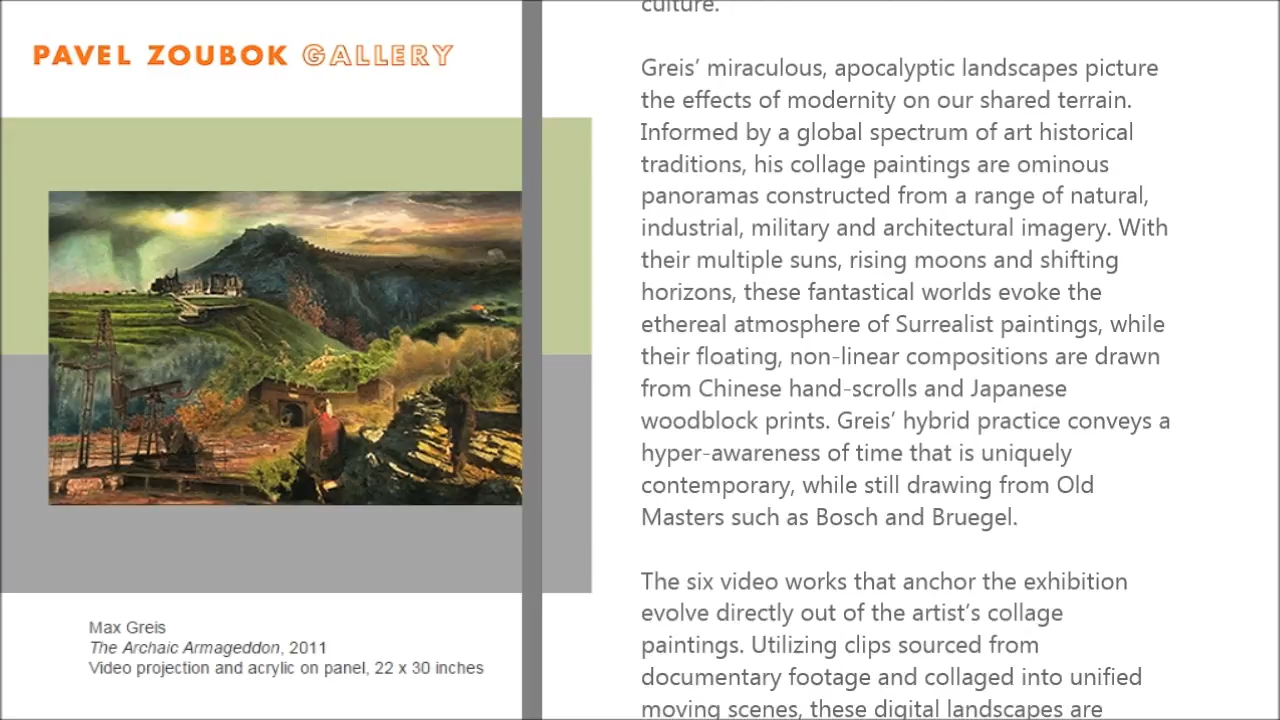 PAVEL ZOUBOK GALLERY
Max Greis
The Archaic Armageddon, 2011
Video projection and acrylic on panel, 22 x 30 inches
culture.
Greis’ miraculous, apocalyptic landscapes picture
the effects of modernity on our shared terrain.
Informed by a global spectrum of art historical
traditions, his collage paintings are ominous
panoramas constructed from a range of natural,
industrial, military and architectural imagery. With
their multiple suns, rising moons and shifting
horizons, these fantastical worlds evoke the
ethereal atmosphere of Surrealist paintings, while
their floating, non-linear compositions are drawn
from Chinese hand-scrolls and Japanese
woodblock prints. Greis’ hybrid practice conveys a
hyper-awareness of time that is uniquely
contemporary, while still drawing from Old
Masters such as Bosch and Bruegel.
The six video works that anchor the exhibition
evolve directly out of the artist’s collage
paintings. Utilizing clips sourced from
documentary footage and collaged into unified
moving scenes, these digital landscapes are